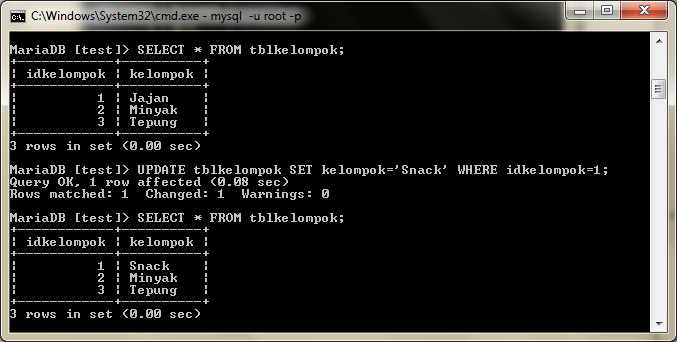 C:\Windows\System32\cmd.exe - mysql  -u root -p
MariaDB [test]> SELECT * FROM tblkelompok;
+------------+----------+
| idkelompok | kelompok |
+------------+----------+
|          1 | Jajan    |
|          2 | Minyak   |
|          3 | Tepung   |
+------------+----------+
3 rows in set (0.00 sec)
MariaDB [test]> UPDATE tblkelompok SET kelompok='Snack' WHERE idkelompok=1;
Query OK, 1 row affected (0.08 sec)
Rows matched: 1  Changed: 1  Warnings: 0
MariaDB [test]> SELECT * FROM tblkelompok;
+------------+----------+
| idkelompok | kelompok |
+------------+----------+
|          1 | Snack    |
|          2 | Minyak   |
|          3 | Tepung   |
+------------+----------+
3 rows in set (0.00 sec)